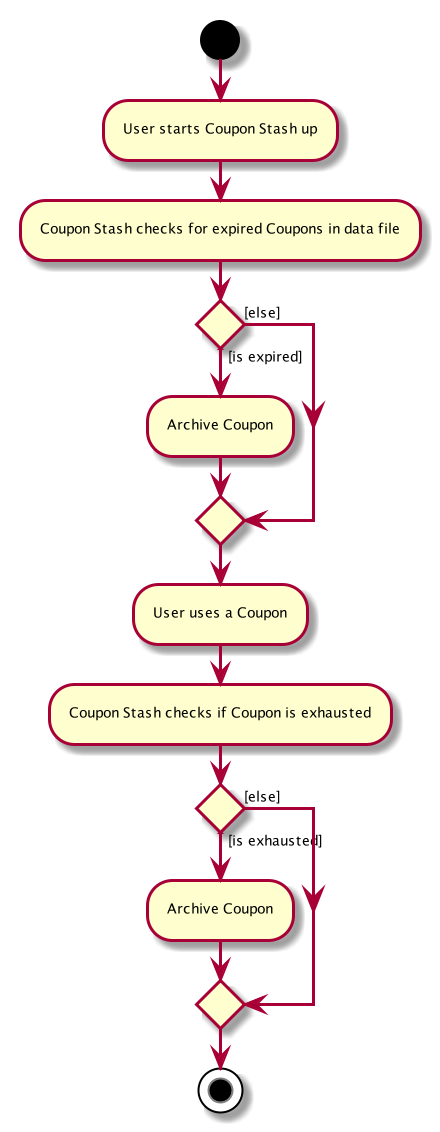 User starts Coupon Stash up
Coupon Stash checks for expired Coupons in data file
[else]
[is expired]
Archive Coupon
User uses a Coupon
Coupon Stash checks if Coupon is exhausted
[else]
[is exhausted]
Archive Coupon